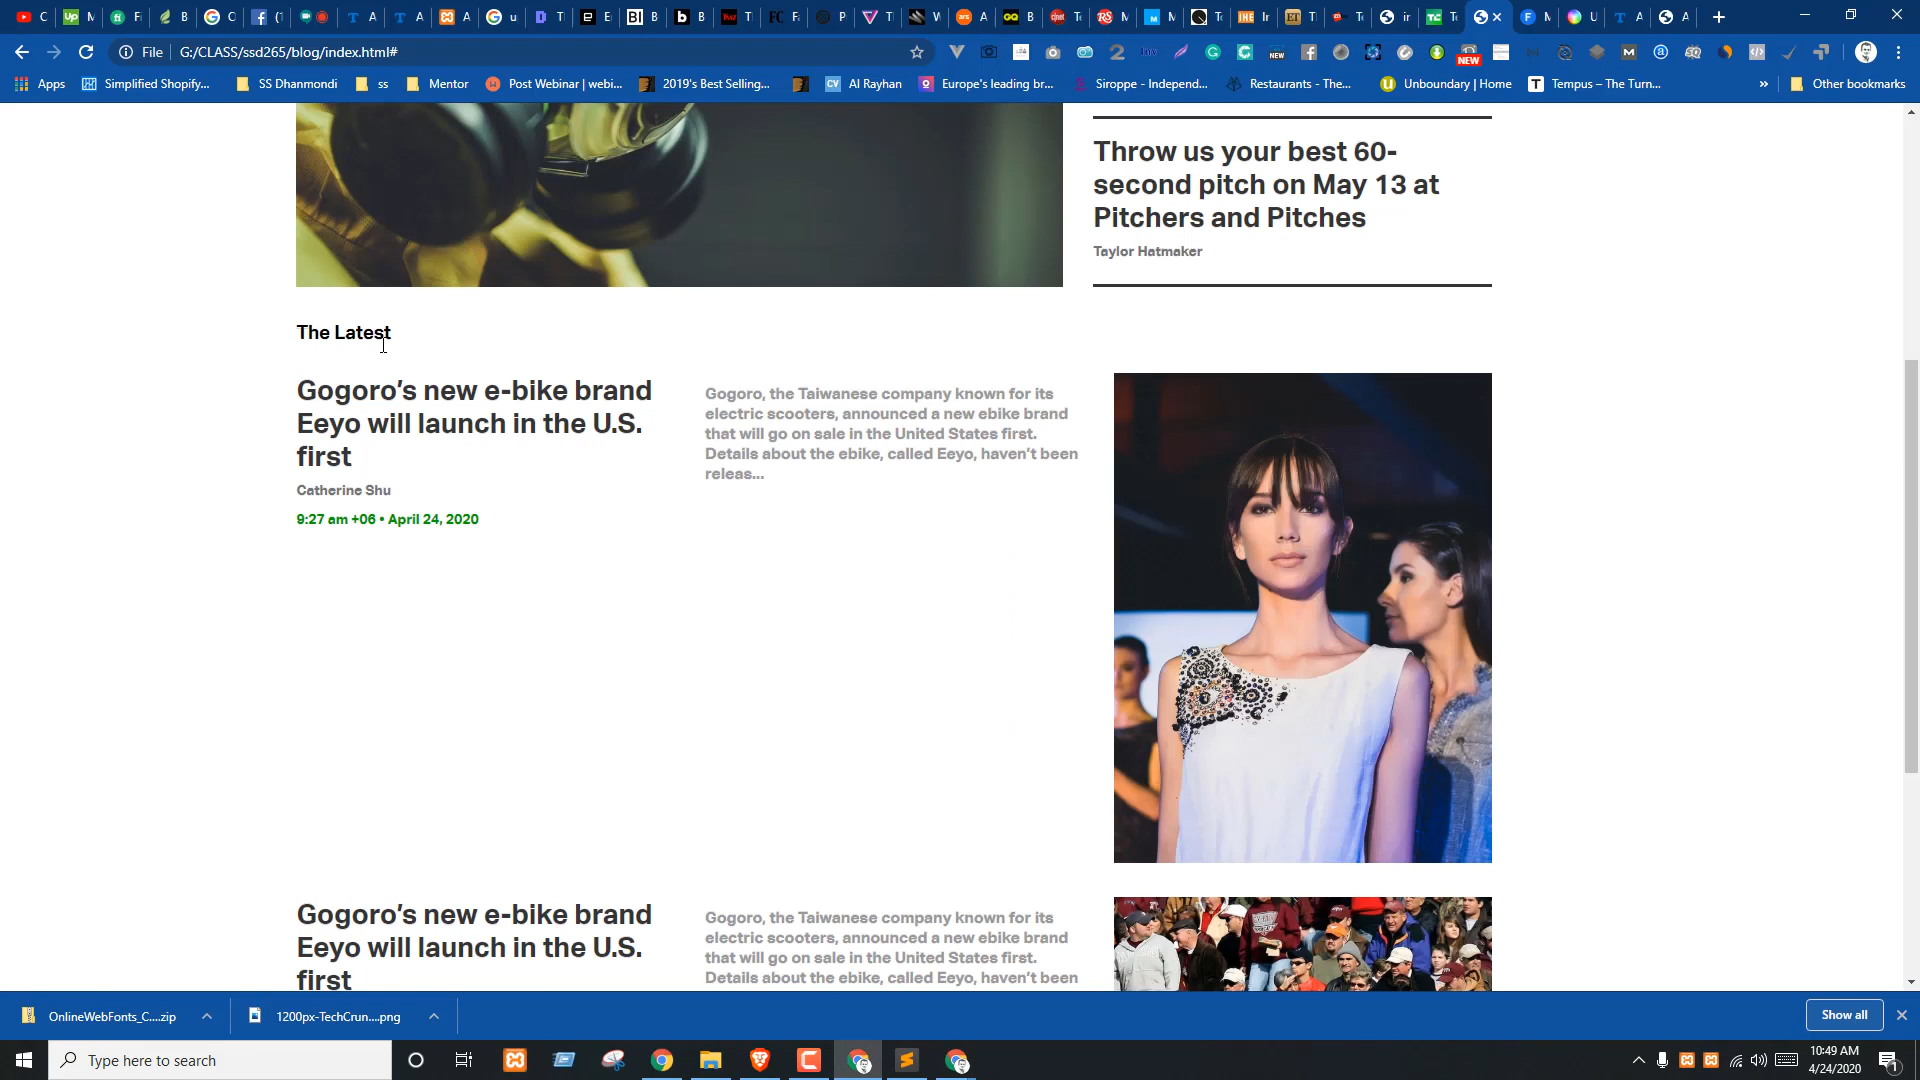 File
G:/CLASS/ssd265/blog/index.html#
NEW
Apps
Simplified Shopify...
SS Dhanmondi
ss
Mentor
Post Webinar | webi...
2019's Best Selling...
CV
Al Rayhan
Europe's leading br...
Siroppe - Independ...
Restaurants - The...
Unboundary | Home
Tempus – The Turn...
»
Other bookmarks
Throw us your best 60-
second pitch on May 13 at
Pitchers and Pitches
Taylor Hatmaker
The Latest
Gogoro’s new e-bike brand
Eeyo will launch in the U.S.
first
Catherine Shu
9:27 am +06 • April 24, 2020
Gogoro, the Taiwanese company known for its
electric scooters, announced a new ebike brand
that will go on sale in the United States first.
Details about the ebike, called Eeyo, haven’t been
releas...
Gogoro’s new e-bike brand
Eeyo will launch in the U.S.
first
Gogoro, the Taiwanese company known for its
electric scooters, announced a new ebike brand
that will go on sale in the United States first.
Details about the ebike, called Eeyo, haven’t been
OnlineWebFonts_C....zip
1200px-TechCrun....png
Show all
Type here to search
10:49 AM
4/24/2020